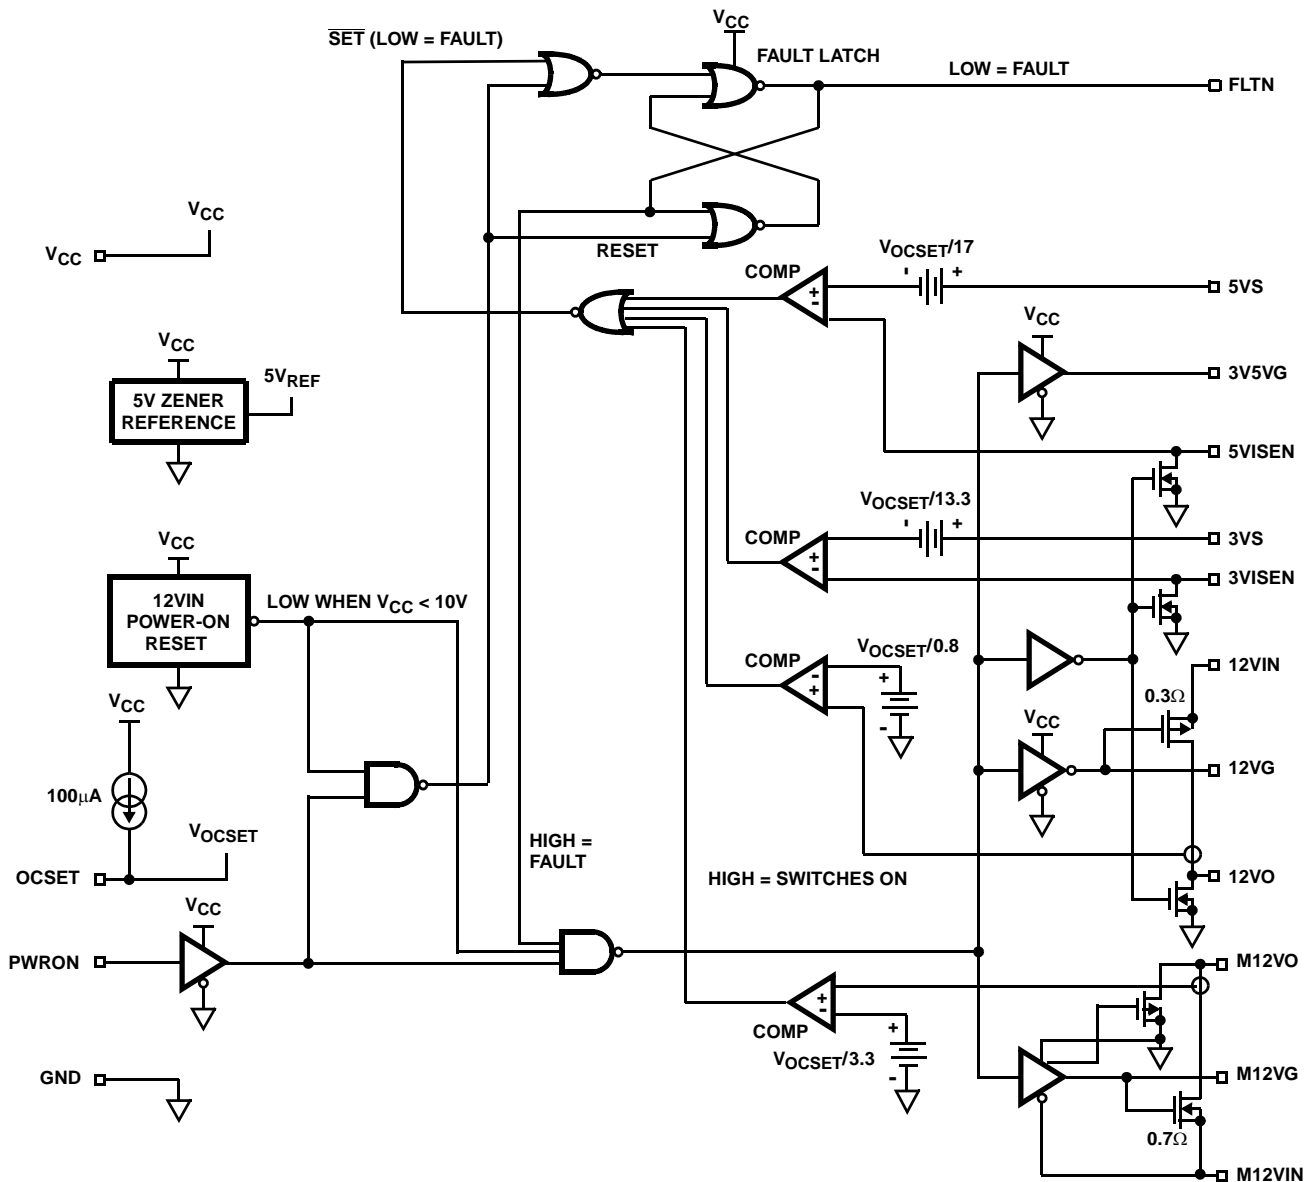 SET (LOW = FAULT)
VCC
FAULT LATCH
LOW = FAULT
FLTN
VCC
VCC
RESET
COMP
VOCSET/17
- +
+
-
5VS
VCC
3V5VG
VCC
5VREF
5V ZENER
REFERENCE
5VISEN
VOCSET/13.3
- +
COMP
+
-
3VS
3VISEN
VCC
12VIN
POWER-ON
RESET
LOW WHEN VCC < 10V
COMP
-
+
VOCSET/0.8
+
-
12VIN
0.3Ω
VCC
12VG
VCC
100µA
VOCSET
OCSET
HIGH =
FAULT
HIGH = SWITCHES ON
12VO
VCC
PWRON
M12VO
COMP
+
-
VOCSET/3.3
+
-
GND
M12VG
0.7Ω
M12VIN